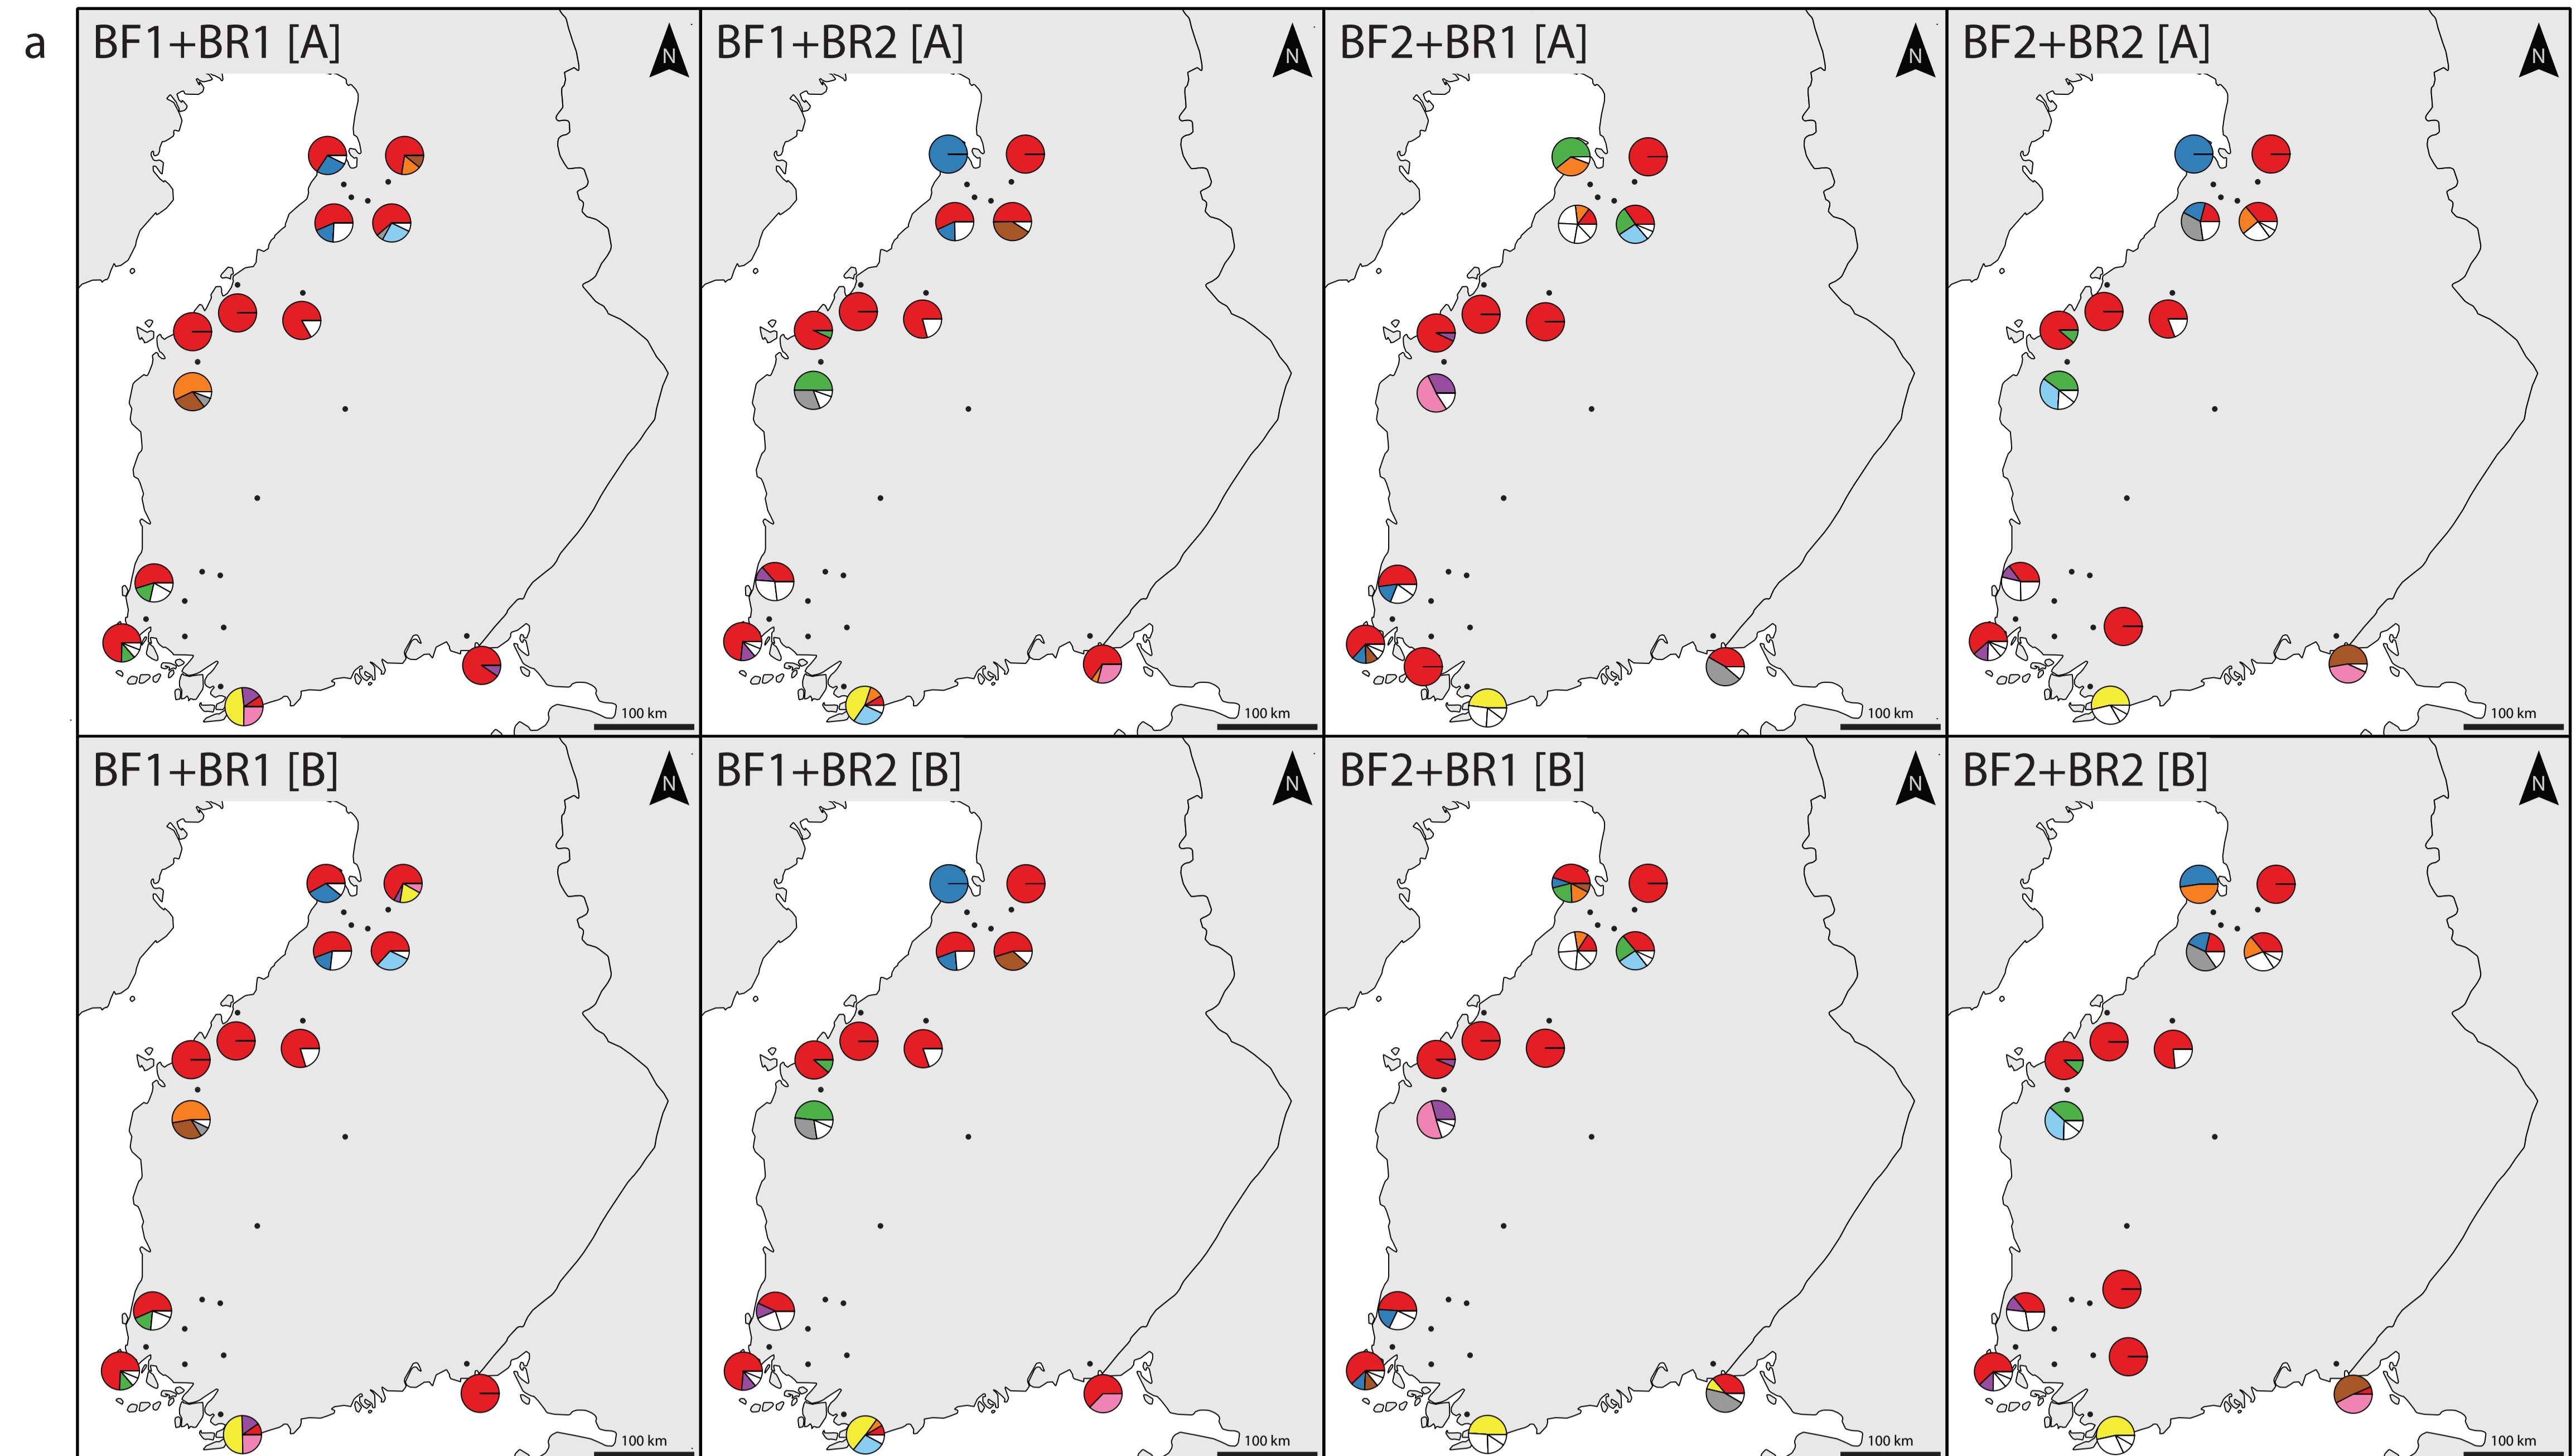 a
BF1+BR1 [A]
N
BF1+BR2 [A]
N
BF2+BR1 [A]
N
BF2+BR2 [A]
N
100 km
100 km
100 km
100 km
BF1+BR1 [B]
N
BF1+BR2 [B]
N
BF2+BR1 [B]
N
BF2+BR2 [B]
N
100 km
100 km
100 km
100 km